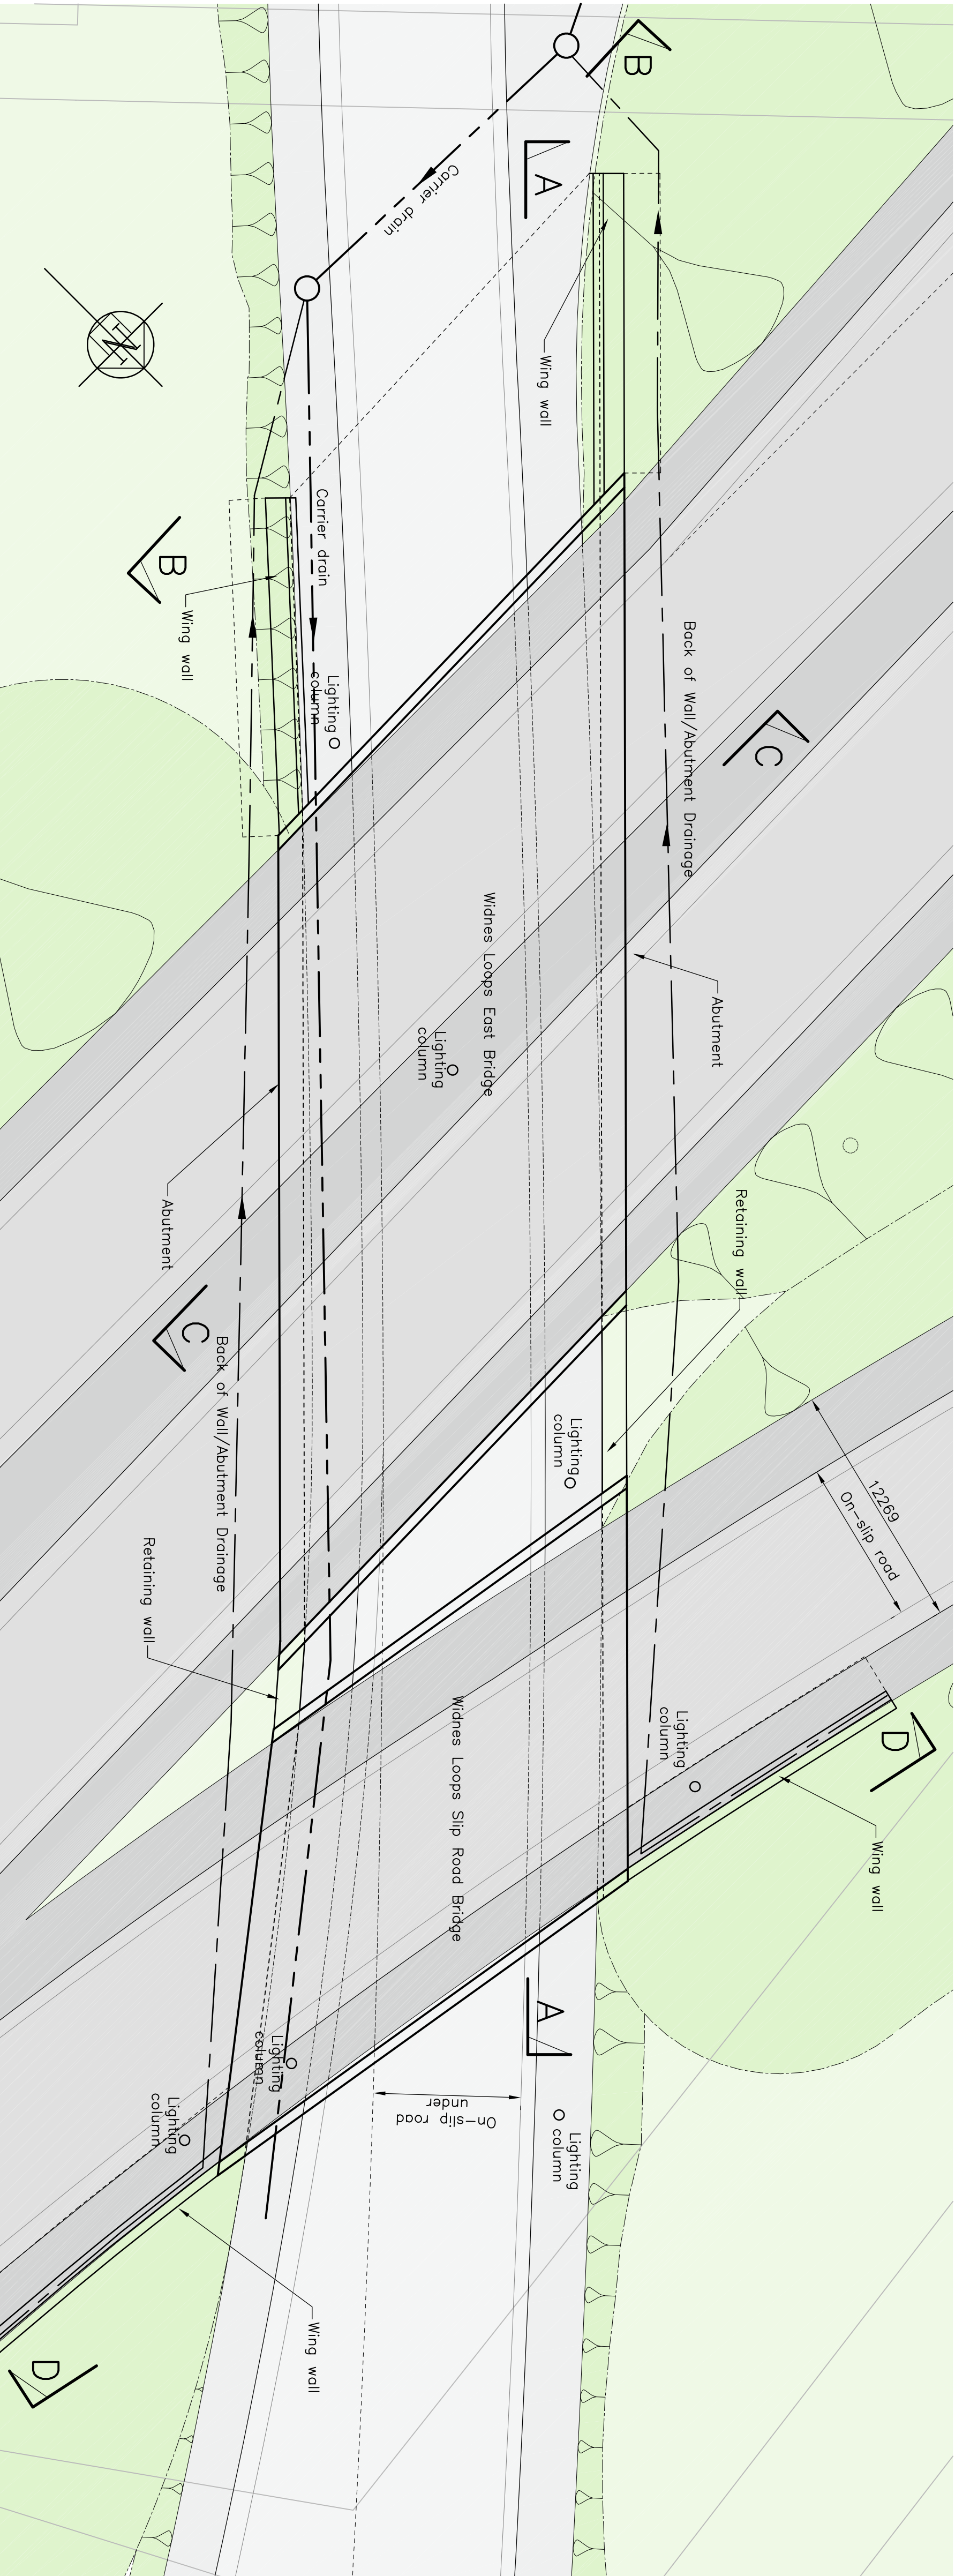 B
A
Carrier drain
Wing wall
N
Carrier drain
B
Wing wall
Lighting
column
Back of Wall/Abutment Drainage
C
Widnes Loops East Bridge
Abutment
Lighting
column
Abutment
Retaining wall
C
Back of Wall/Abutment Drainage
Lighting
column
12269
On-slip road
Retaining wall
Widnes Loops Slip Road Bridge
Lighting
column
D
Wing wall
A
Lighting
column
On-slip road
under
Lighting
column
Lighting
column
Wing wall
D